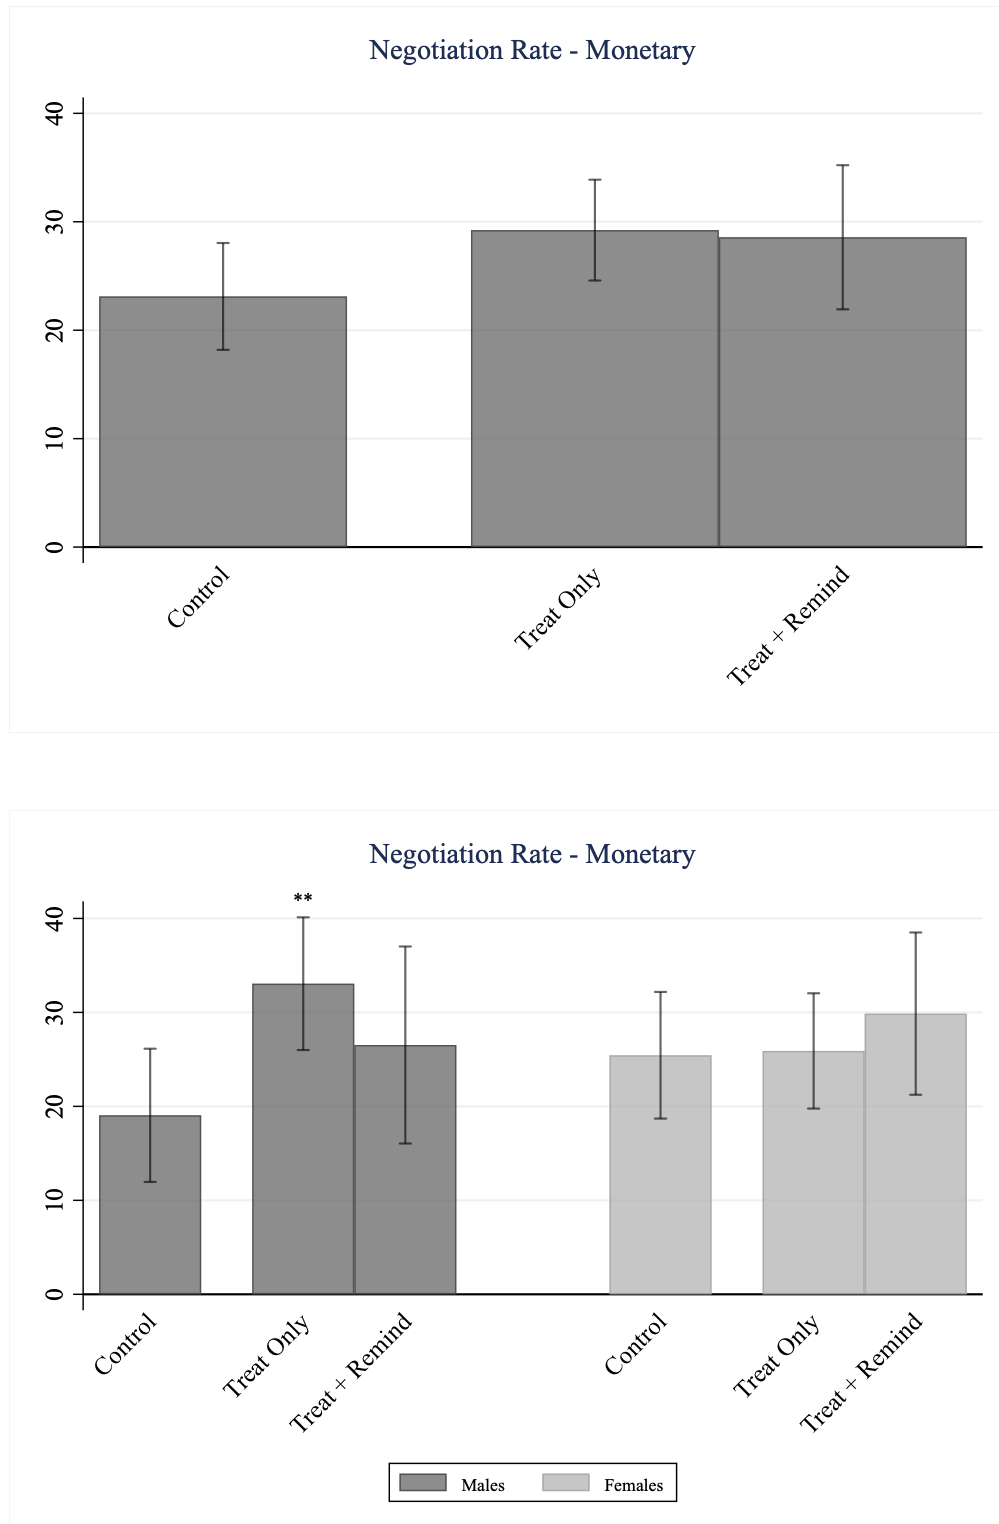 Negotiation Rate - Monetary
40
30
20
10
0
Control
Treat Only
Treat + Remind
Negotiation Rate - Monetary
**
40
30
20
10
0
Control
Treat Only
Treat + Remind
Control
Treat Only
Treat + Remind
Males
Females